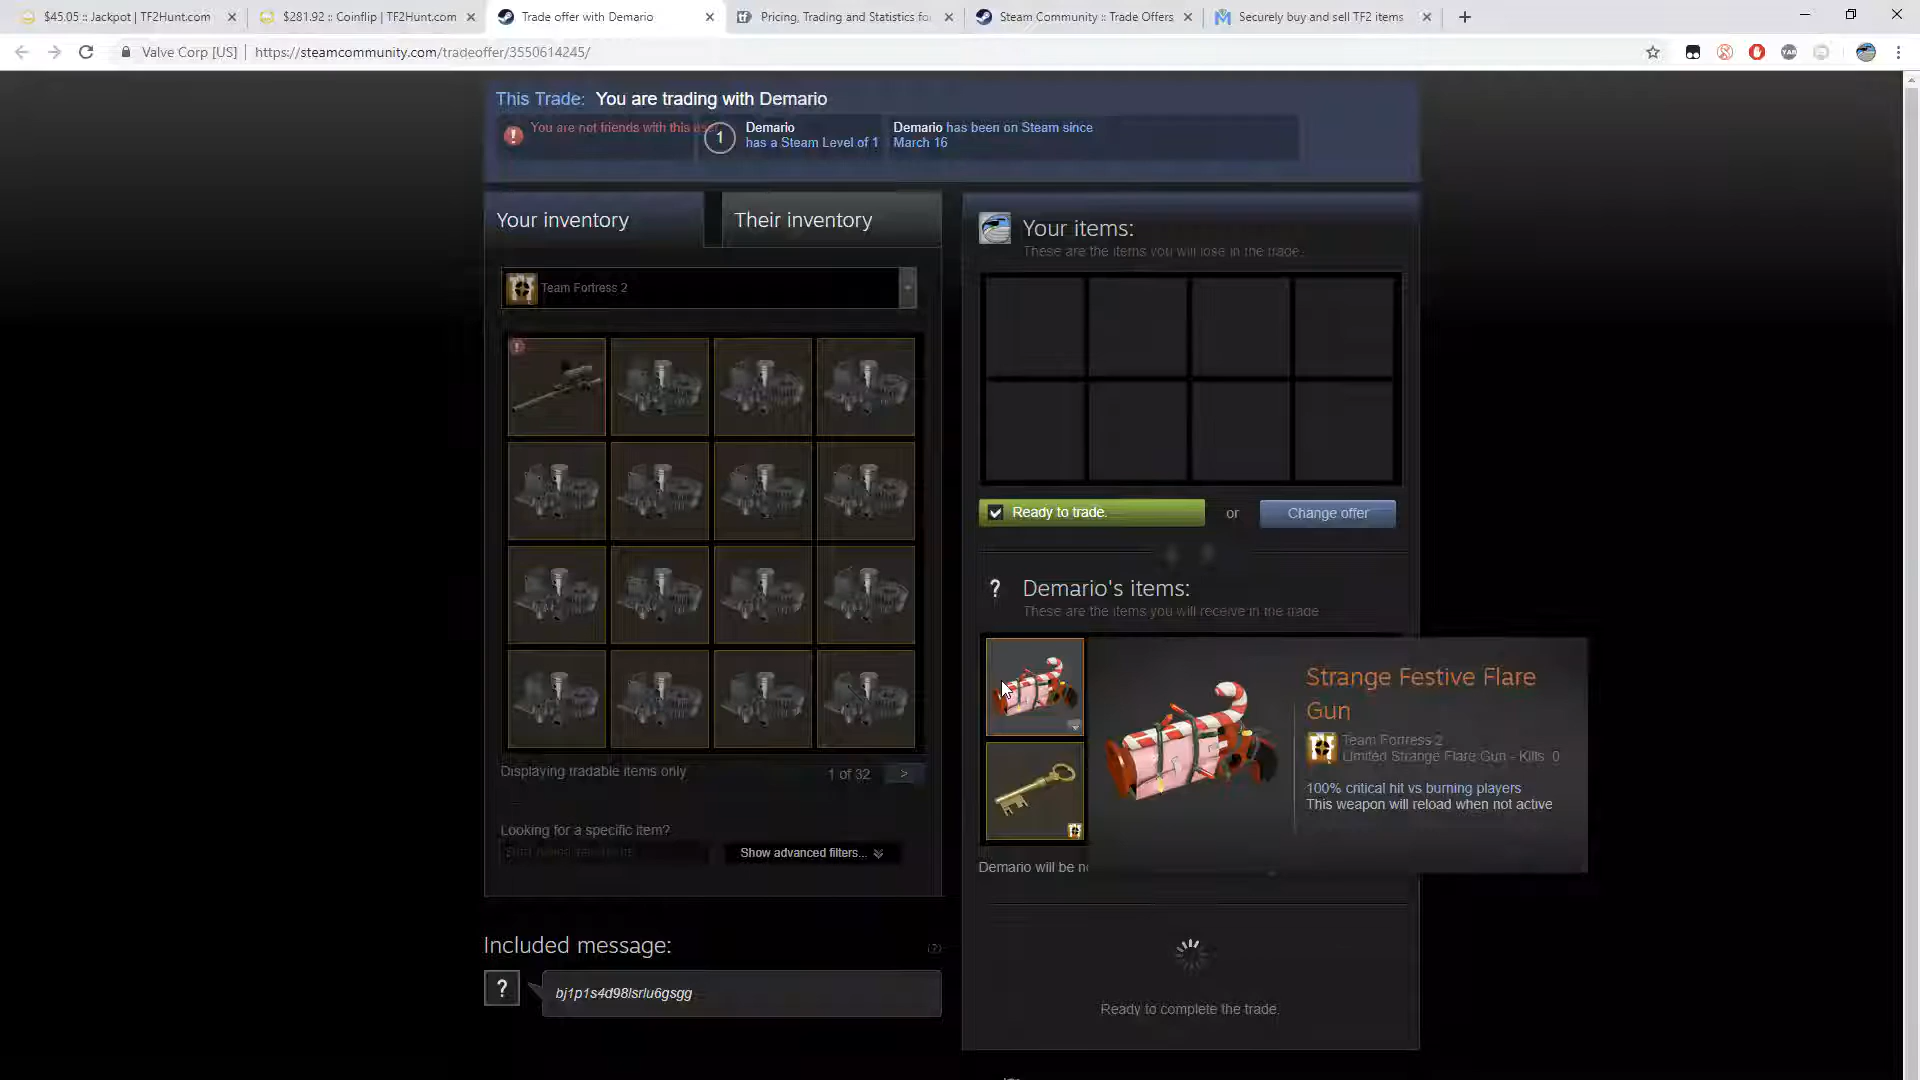 $45.05 :: Jackpot | TF2Hunt.com
$281.92 :: Coinflip | TF2Hunt.com
Trade offer with Demario
Pricing, Trading and Statistics fo
Steam Community :: Trade Offers
Securely buy and sell TF2 items
Valve Corp [US]
https://steamcommunity.com/tradeoffer/3550614245/
This Trade: You are trading with Demario
You are not friends with this user
1
Demario
has a Steam Level of 1
Demario has been on Steam since
March 16
Your inventory
Their inventory
Team Fortress 2
Displaying tradable items only
1 of 32
>
Looking for a specific item?
Show advanced filters...
Included message:
(?)
?
bj1p1s4d98lsrlu6gsgg
Your items:
These are the items you will lose in the trade.
Ready to trade.
or
Change offer
?
Demario's items:
These are the items you will receive in the trade
Strange Festive Flare
Gun
Team Fortress 2
Limited Strange Flare Gun - Kills: 0
100% critical hit vs burning players
This weapon will reload when not active
Demario will be
Ready to complete the trade.